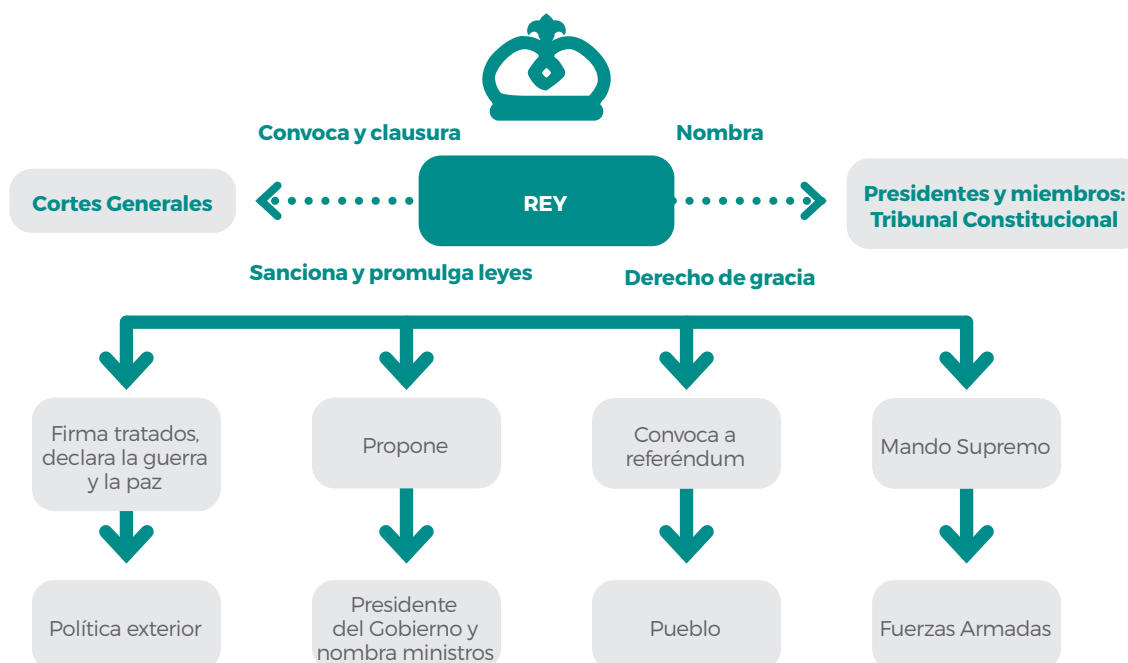 Convoca y clausura
Nombra
Cortes Generales
REY
Presidentes y miembros:
Tribunal Constitucional
Sanciona y promulga leyes
Derecho de gracia
Firma tratados,
declara la guerra
y la paz
Propone
Convoca a
referéndum
Mando Supremo
Política exterior
Presidente
del Gobierno y
nombra ministros
Pueblo
Fuerzas Armadas